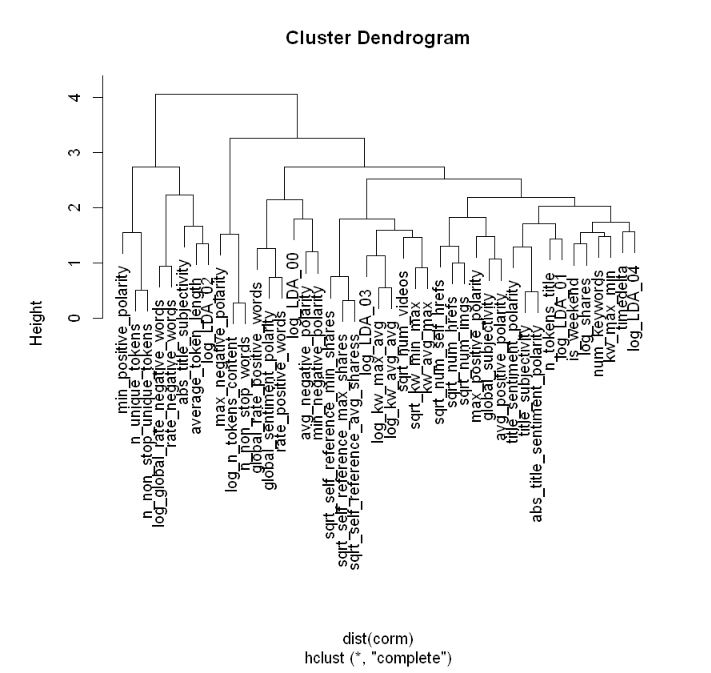 Cluster Dendrogram
Height
4
3
2
1
0
min_positive_polarity
n_unique_tokens
n_non_stop_unique_tokens
log_global_rate_negative_words
rate_negative_words
abs_title_subjectivity
average_token_length
log_LDA_02
max_negative_polarity
log_n_tokens_content
n_non_stop_words
global_rate_positive_words
global_sentiment_polarity
rate_positive_words
log_LDA_00
avg_negative_polarity
min_negative_polarity
sqrt_self_reference_min_shares
sqrt_self_reference_max_shares
sqrt_self_reference_avg_sharess
log_LDA_03
log_kw_max_avg
log_kw_avg_avg
sqrt_num_videos
sqrt_kw_min_max
sqrt_kw_avg_max
sqrt_num_self_hrefs
sqrt_num_hrefs
sqrt_num_imgs
max_positive_polarity
global_subjectivity
avg_positive_polarity
title_sentiment_polarity
title_subjectivity
abs_title_sentiment_polarity
n_tokens_title
log_LDA_01
is_weekend
log_shares
num_keywords
kw_max_min
timedelta
log_LDA_04
dist(corm)
hclust (*, "complete")